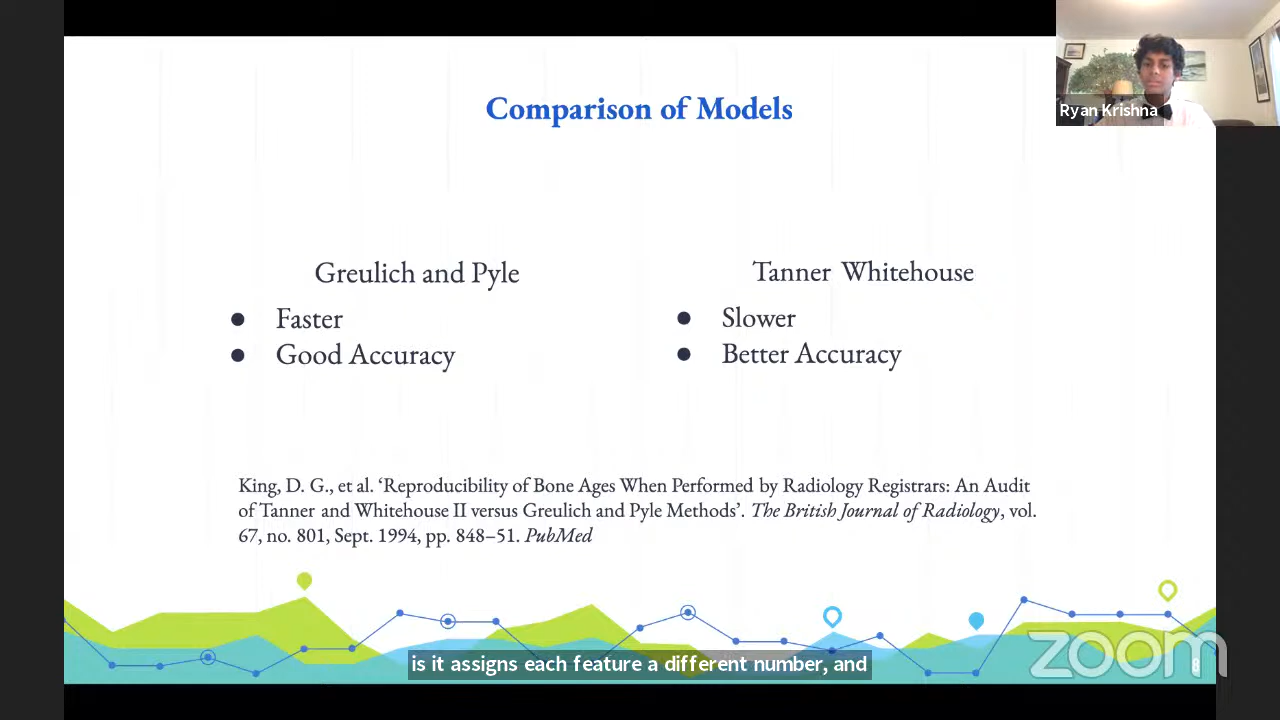 Comparison of Models
Ryan Krishna
Greulich and Pyle
● Faster
● Good Accuracy
Tanner Whitehouse
● Slower
● Better Accuracy
King, D. G., et al. ‘Reproducibility of Bone Ages When Performed by Radiology Registrars: An Audit
of Tanner and Whitehouse II versus Greulich and Pyle Methods’. The British Journal of Radiology, vol.
67, no. 801, Sept. 1994, pp. 848–51. PubMed
is it assigns each feature a different number, and
zoom
8